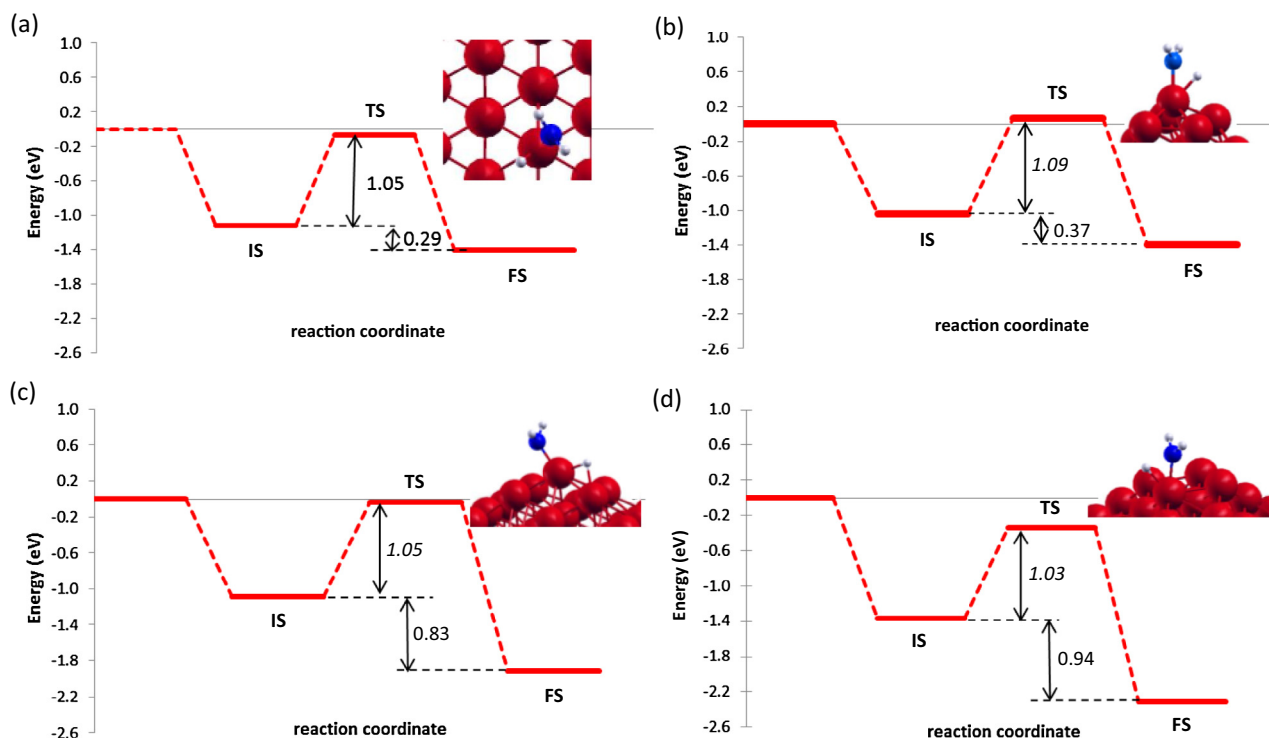 (a)
1.0
0.6
0.2
-0.2
-0.6
-1.0
-1.4
-1.8
-2.2
-2.6
Energy (eV)
TS
1.05
0.29
IS
FS
reaction coordinate
(b)
1.0
0.6
0.2
-0.2
-0.6
-1.0
-1.4
-1.8
-2.2
-2.6
Energy (eV)
TS
1.09
0.37
IS
FS
reaction coordinate
(c)
1.0
0.6
0.2
-0.2
-0.6
-1.0
-1.4
-1.8
-2.2
-2.6
Energy (eV)
TS
1.05
IS
0.83
FS
reaction coordinate
(d)
1.0
0.6
0.2
-0.2
-0.6
-1.0
-1.4
-1.8
-2.2
-2.6
Energy (eV)
TS
1.03
IS
0.94
FS
reaction coordinate